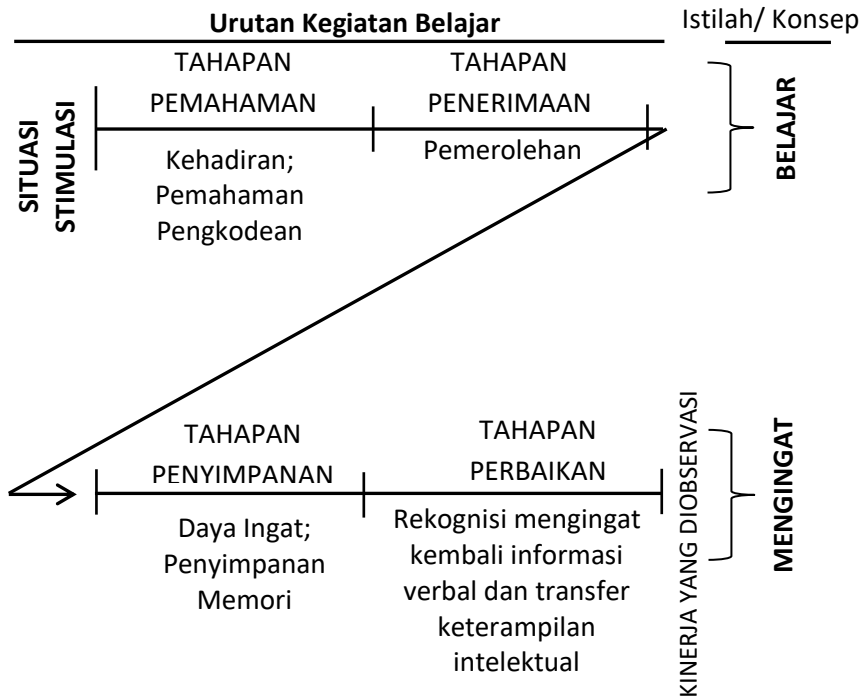 Urutan Kegiatan Belajar
Istilah/ Konsep
SITUASI
STIMULASI
TAHAPAN
PEMAHAMAN
Kehadiran;
Pemahaman
Pengkodean
TAHAPAN
PENERIMAAN
Pemerolehan
BELAJAR
TAHAPAN
PENYIMPANAN
Daya Ingat;
Penyimpanan
Memori
TAHAPAN
PERBAIKAN
Rekognisi mengingat
kembali informasi
verbal dan transfer
keterampilan
intelektual
KINERJA YANG DIOBSERVASI
MENGINGAT